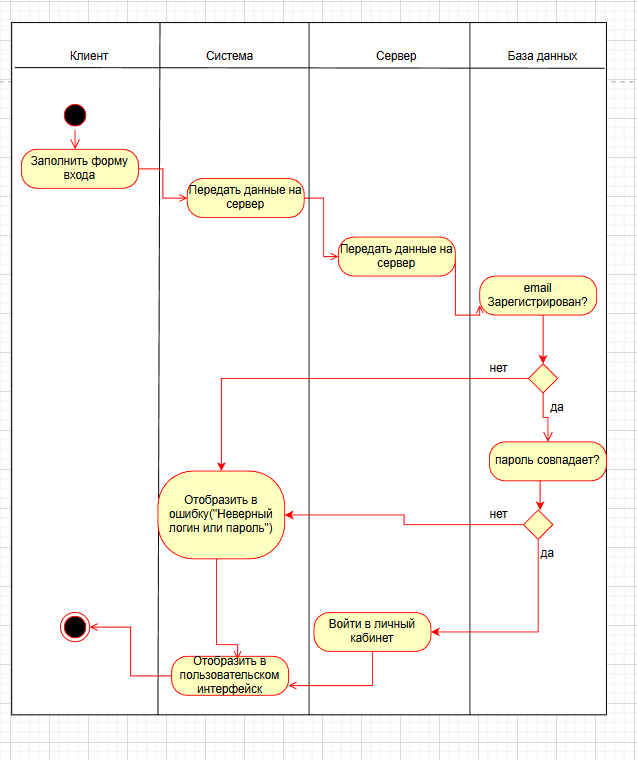 Клиент
Система
Сервер
База данных
Заполнить форму
входа
Передать данные на
сервер
Передать данные на
сервер
email
Зарегистрирован?
нет
да
пароль совпадает?
Отобразить в
ошибку("Неверный
логин или пароль")
нет
да
Войти в личный
кабинет
Отобразить в
пользовательском
интерфейск